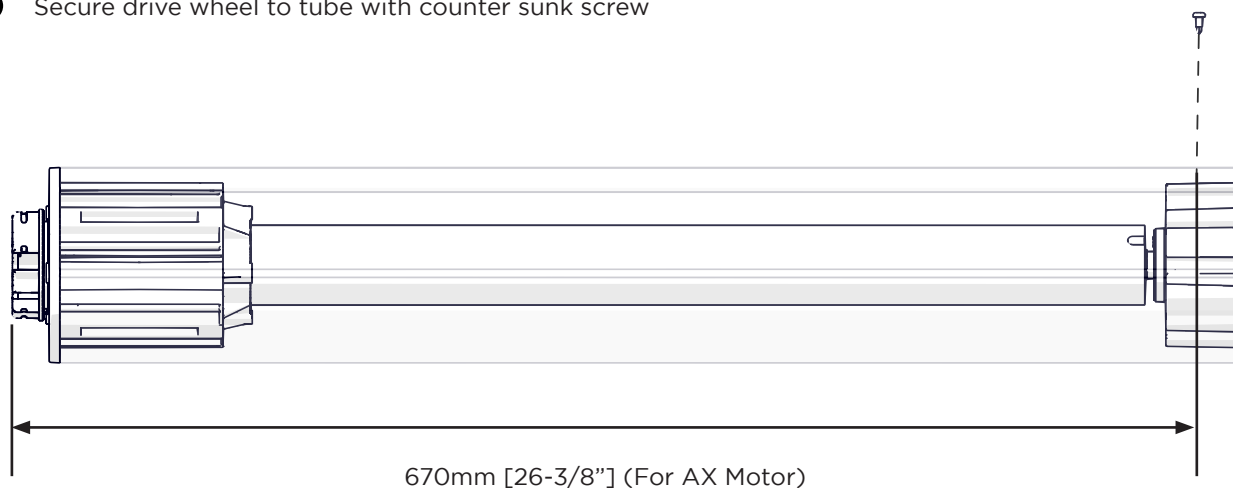 Secure drive wheel to tube with counter sunk screw
670mm [26-3/8”] (For AX Motor)